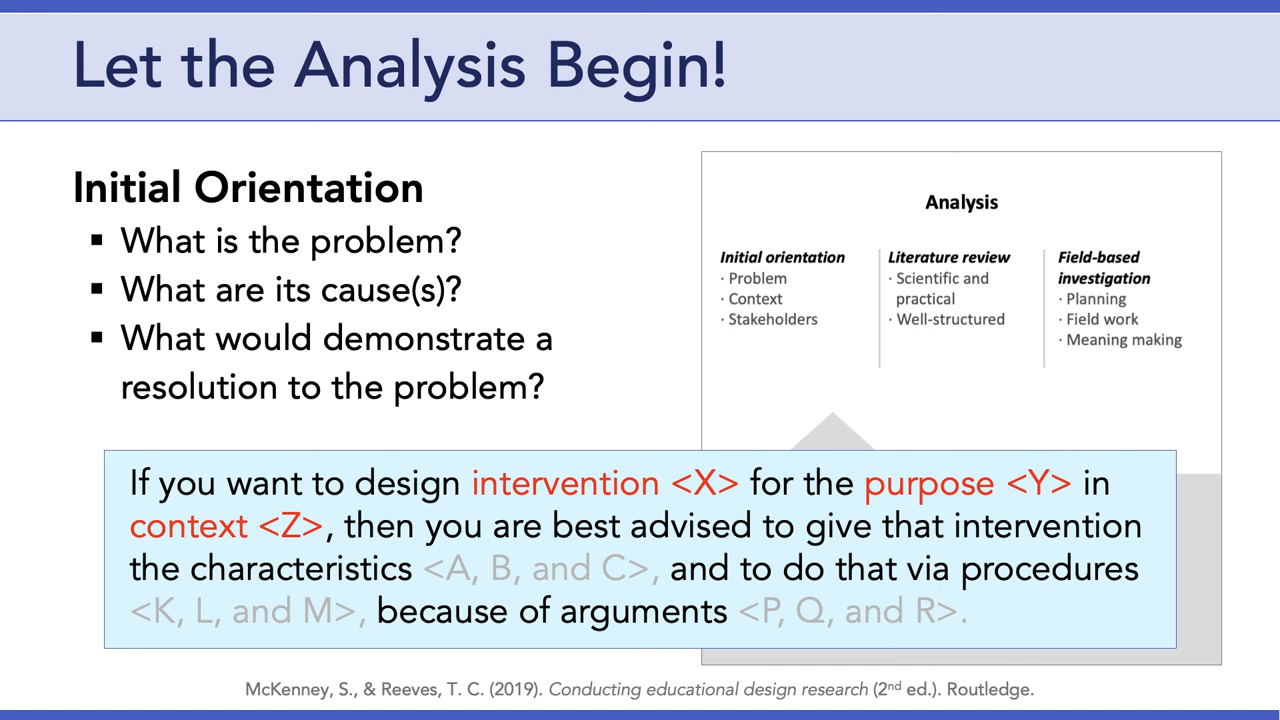 Let the Analysis Begin!
Initial Orientation
▪ What is the problem?
▪ What are its cause(s)?
▪ What would demonstrate a
resolution to the problem?
Analysis
Initial orientation
· Problem
· Context
· Stakeholders
Literature review
· Scientific and
practical
· Well-structured
Field-based
investigation
· Planning
· Field work
· Meaning making
If you want to design intervention <X> for the purpose <Y> in
context <Z>, then you are best advised to give that intervention
the characteristics <A, B, and C>, and to do that via procedures
<K, L, and M>, because of arguments <P, Q, and R>.
McKenney, S., & Reeves, T. C. (2019). Conducting educational design research (2nd ed.). Routledge.